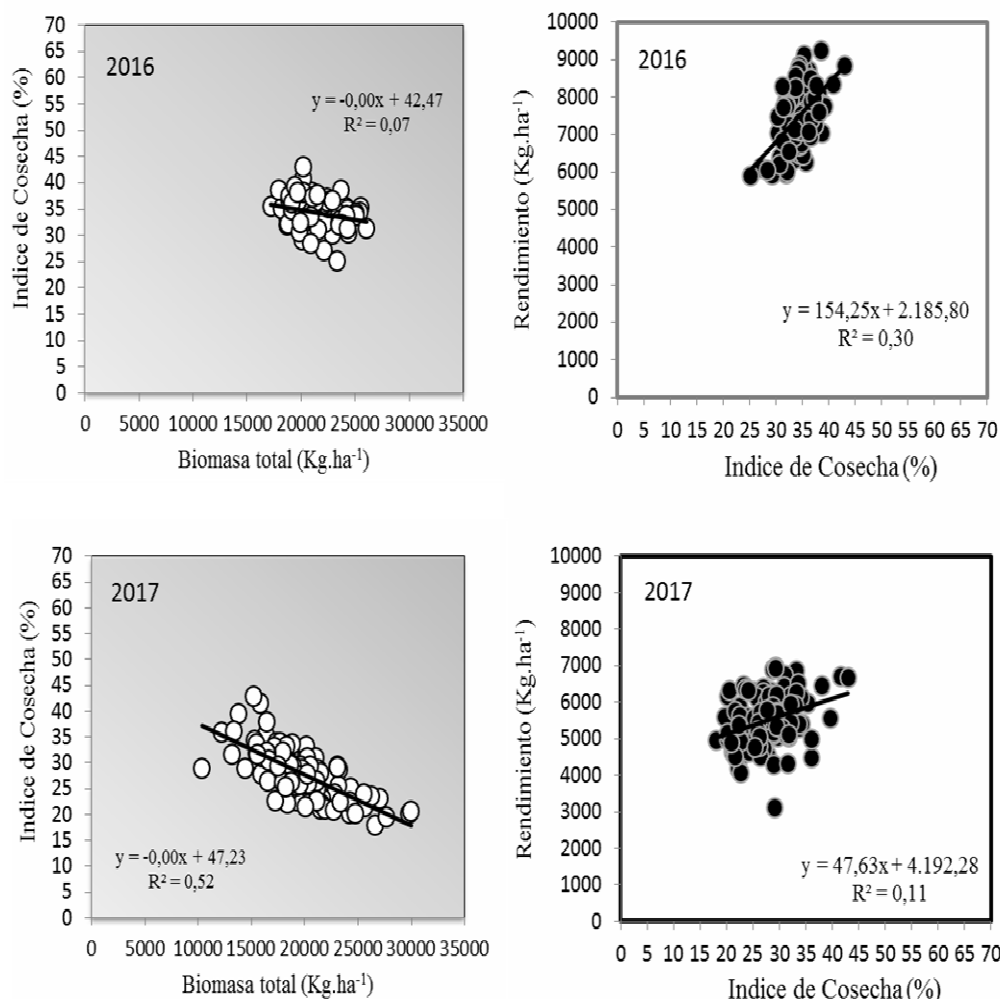 70
65
60
55
50
45
40
35
30
25
20
15
10
5
0
Indice de Cosecha (%)
2016
y = -0,00x + 42,47
R² = 0,07
0 5000 10000 15000 20000 25000 30000 35000
Biomasa total (Kg.ha⁻¹)
10000
9000
8000
7000
6000
5000
4000
3000
2000
1000
0
Rendimiento (Kg.ha⁻¹)
2016
y = 154,25x + 2.185,80
R² = 0,30
0 5 10 15 20 25 30 35 40 45 50 55 60 65 70
Indice de Cosecha (%)
70
65
60
55
50
45
40
35
30
25
20
15
10
5
0
Indice de Cosecha (%)
2017
y = -0,00x + 47,23
R² = 0,52
0 5000 10000 15000 20000 25000 30000 35000
Biomasa total (Kg.ha⁻¹)
10000
9000
8000
7000
6000
5000
4000
3000
2000
1000
0
Rendimiento (Kg.ha⁻¹)
2017
y = 47,63x + 4.192,28
R² = 0,11
0 5 10 15 20 25 30 35 40 45 50 55 60 65 70
Indice de Cosecha (%)